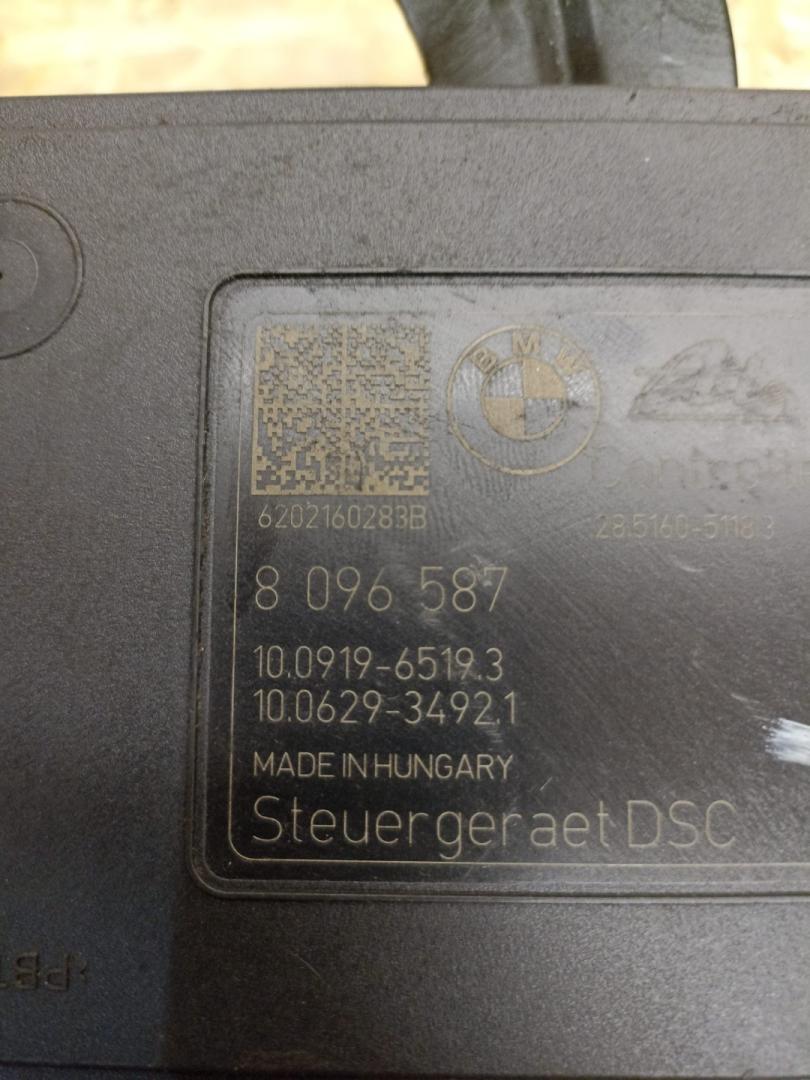 BMW
6202160283B
28.5160-5118.3
8 096 587
10.0919-6519.3
10.0629-3492.1
MADE IN HUNGARY
Steuergeraet DSC